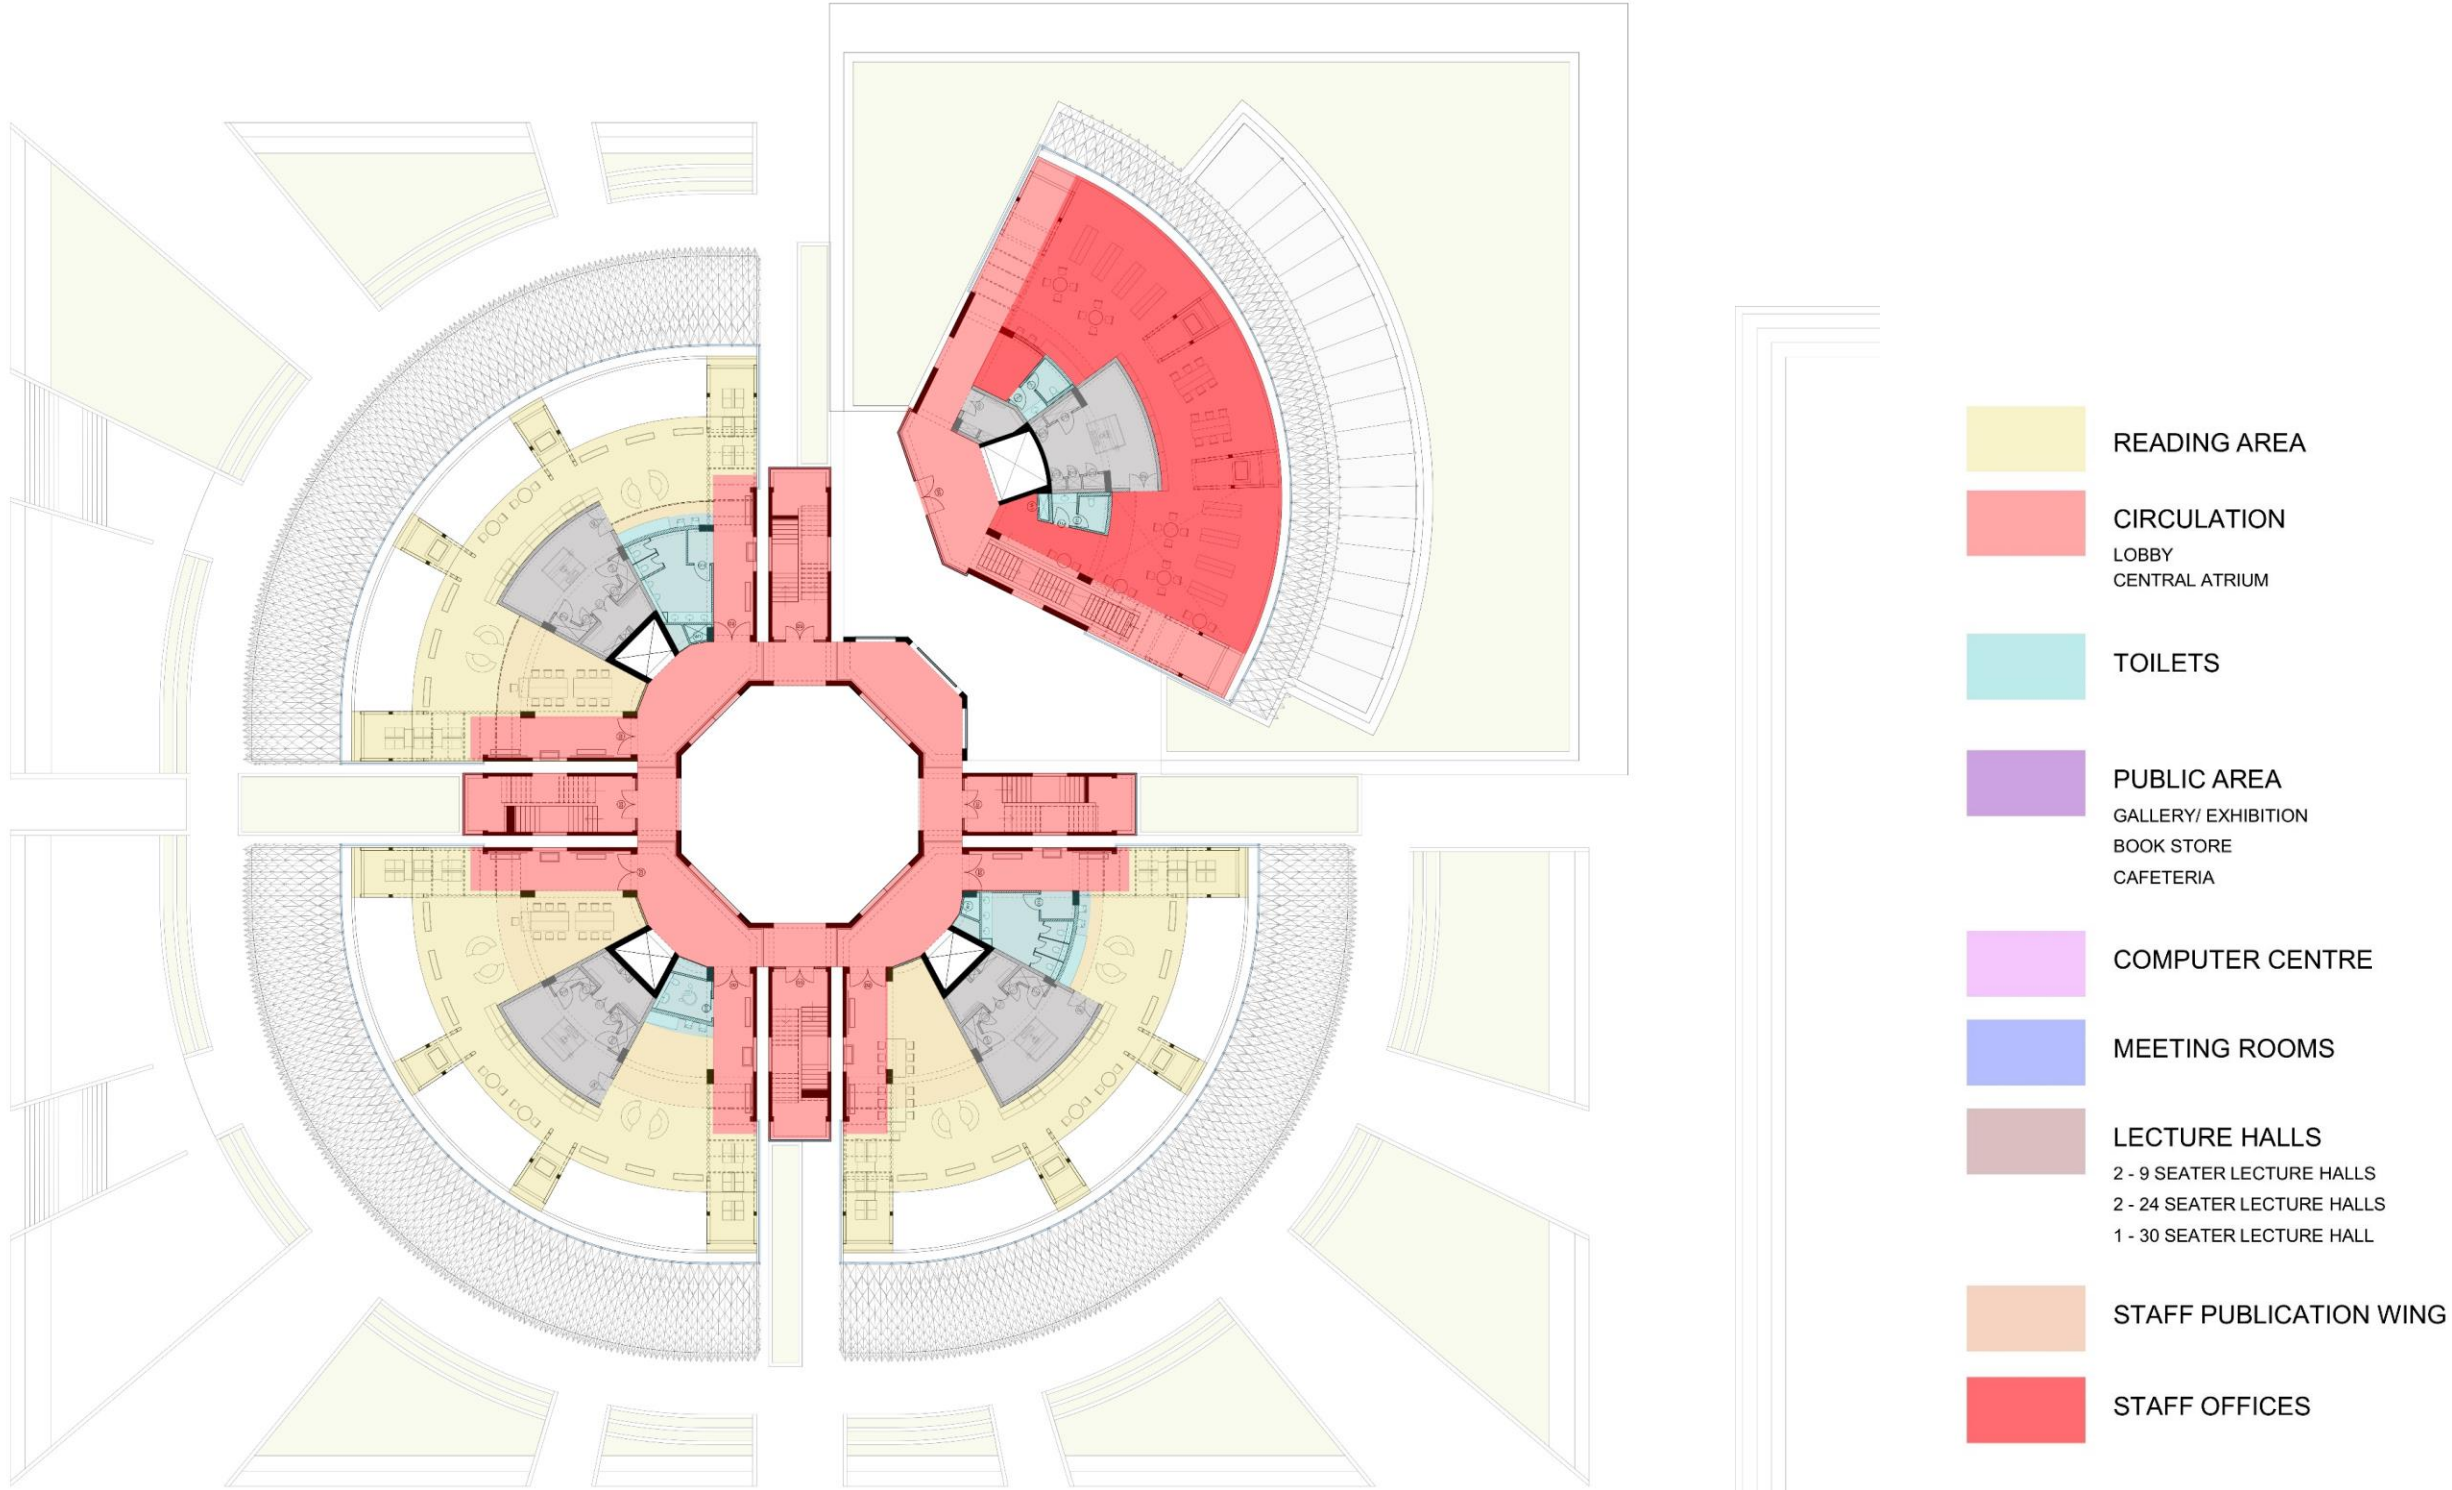 READING AREA
CIRCULATION
LOBBY
CENTRAL ATRIUM
TOILETS
PUBLIC AREA
GALLERY/ EXHIBITION
BOOK STORE
CAFETERIA
COMPUTER CENTRE
MEETING ROOMS
LECTURE HALLS
2 - 9 SEATER LECTURE HALLS
2 - 24 SEATER LECTURE HALLS
1 - 30 SEATER LECTURE HALL
STAFF PUBLICATION WING
STAFF OFFICES